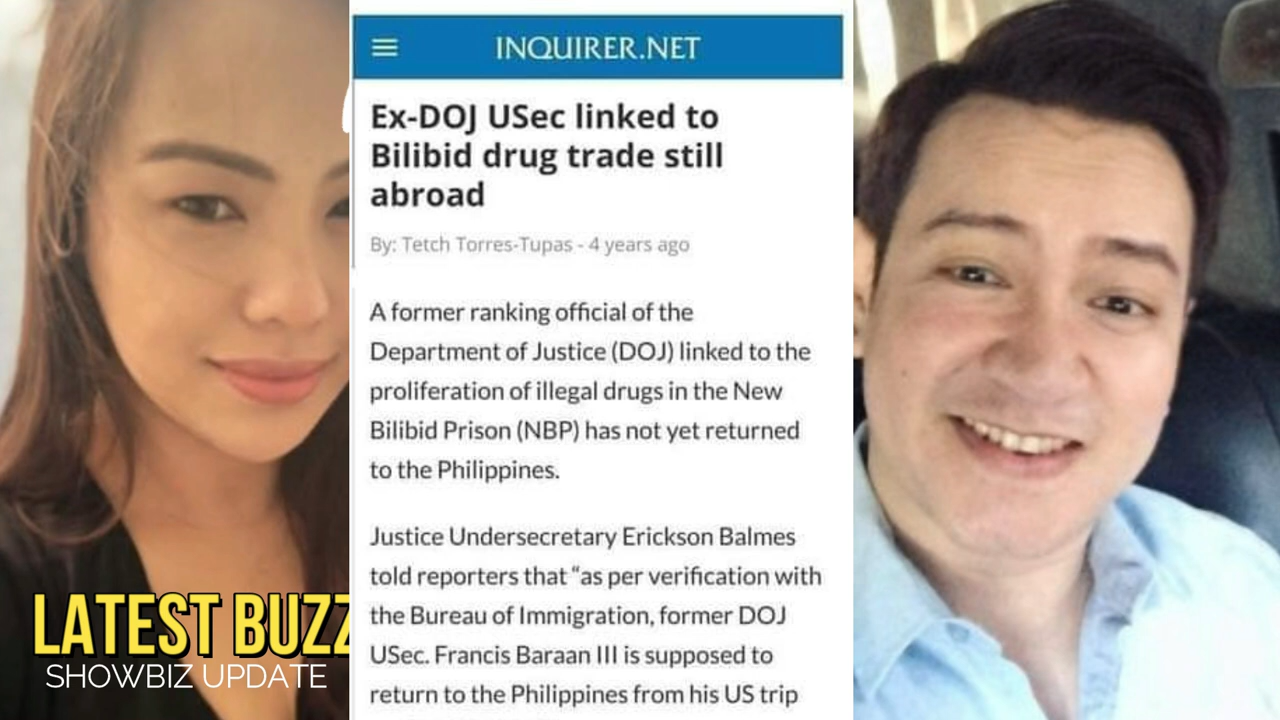 INQUIRER.NET
Ex-DOJ USec linked to
Bilibid drug trade still
abroad
By: Tetch Torres-Tupas - 4 years ago
A former ranking official of the
Department of Justice (DOJ) linked to the
proliferation of illegal drugs in the New
Bilibid Prison (NBP) has not yet returned
to the Philippines.
Justice Undersecretary Erickson Balmes
told reporters that “as per verification with
the Bureau of Immigration, former DOJ
USec. Francis Baraan III is supposed to
return to the Philippines from his US trip
LATEST BUZZ
SHOWBIZ UPDATE